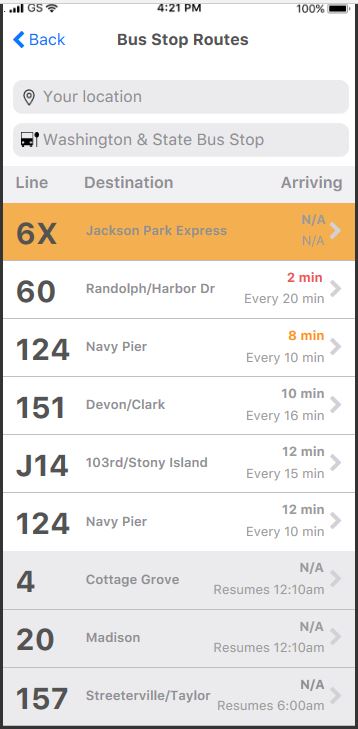 GS 4:21 PM 100%
Back Bus Stop Routes
Your location
Washington & State Bus Stop
Line Destination Arriving
6X Jackson Park Express N/A
N/A
60 Randolph/Harbor Dr 2 min
Every 20 min
124 Navy Pier 8 min
Every 10 min
151 Devon/Clark 10 min
Every 16 min
J14 103rd/Stony Island 12 min
Every 15 min
124 Navy Pier 12 min
Every 10 min
4 Cottage Grove N/A
Resumes 12:10am
20 Madison N/A
Resumes 12:10am
157 Streeterville/Taylor N/A
Resumes 6:00am